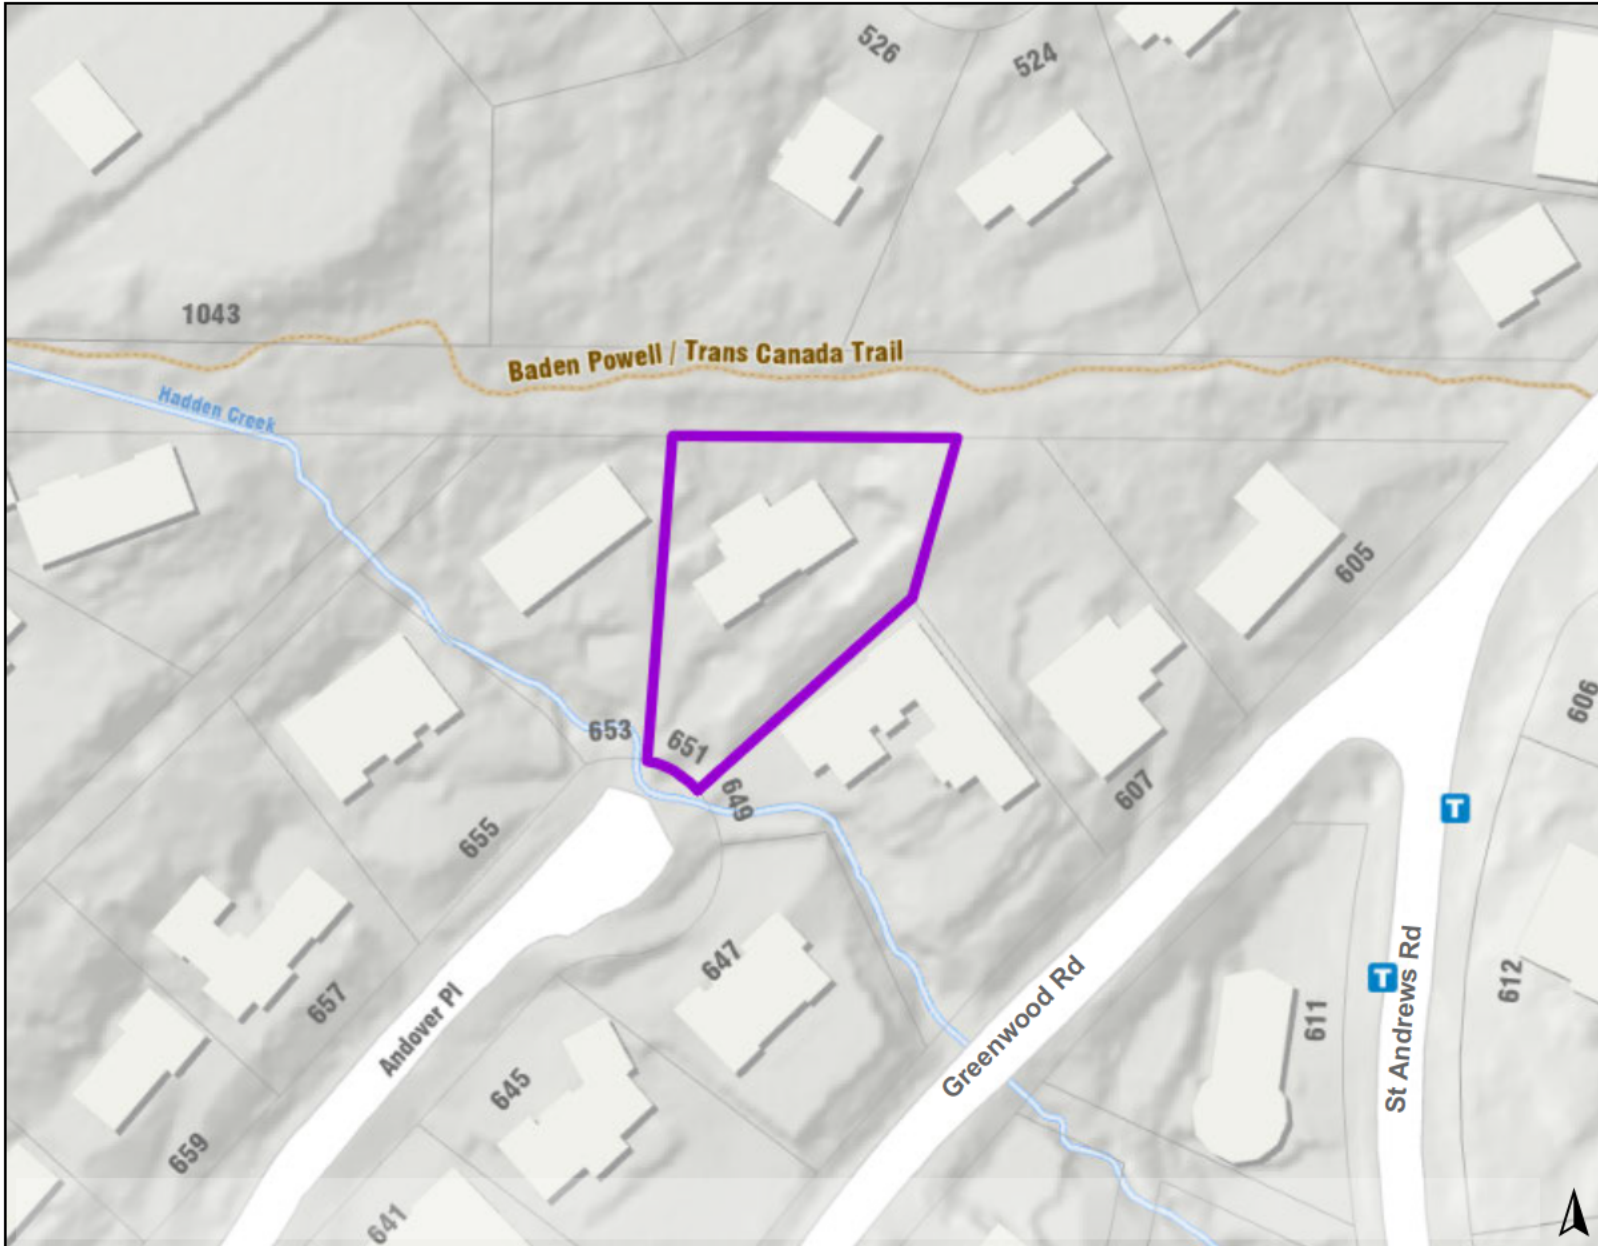 526
524
1043
Baden Powell / Trans Canada Trail
Hadden Creek
605
606
653
651
649
607
655
647
657
Andover Pl
Greenwood Rd
St Andrews Rd
T
T
612
611
645
659
641